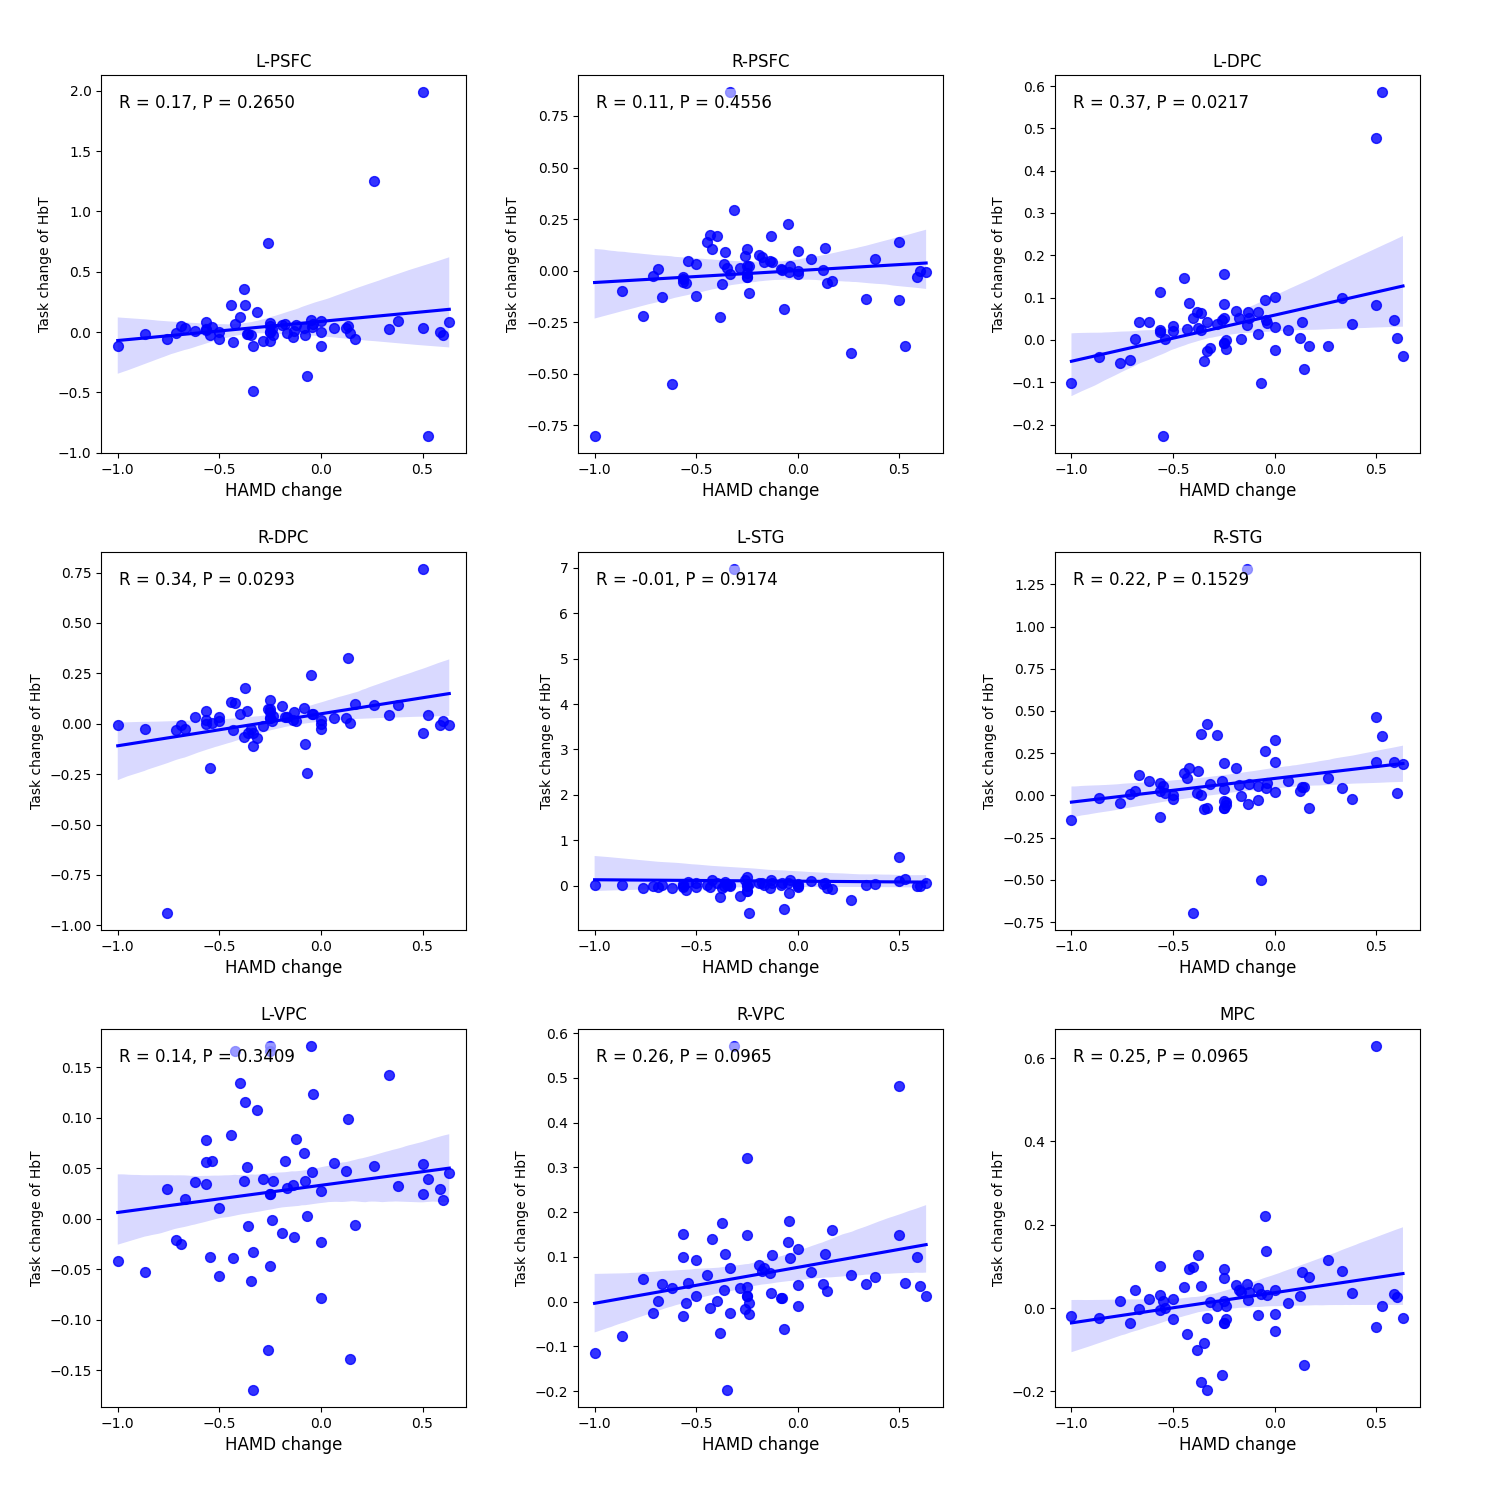 L-PSFC
R = 0.17, P = 0.2650
Task change of HbT
2.0
1.5
1.0
0.5
0.0
−0.5
−1.0
−1.0 −0.5 0.0 0.5
HAMD change
R-PSFC
R = 0.11, P = 0.4556
Task change of HbT
0.75
0.50
0.25
0.00
−0.25
−0.50
−0.75
−1.0 −0.5 0.0 0.5
HAMD change
L-DPC
R = 0.37, P = 0.0217
Task change of HbT
0.6
0.5
0.4
0.3
0.2
0.1
0.0
−0.1
−0.2
−1.0 −0.5 0.0 0.5
HAMD change
R-DPC
R = 0.34, P = 0.0293
Task change of HbT
0.75
0.50
0.25
0.00
−0.25
−0.50
−0.75
−1.00
−1.0 −0.5 0.0 0.5
HAMD change
L-STG
R = -0.01, P = 0.9174
Task change of HbT
7
6
5
4
3
2
1
0
−1.0 −0.5 0.0 0.5
HAMD change
R-STG
R = 0.22, P = 0.1529
Task change of HbT
1.25
1.00
0.75
0.50
0.25
0.00
−0.25
−0.50
−0.75
−1.0 −0.5 0.0 0.5
HAMD change
L-VPC
R = 0.14, P = 0.3409
Task change of HbT
0.15
0.10
0.05
0.00
−0.05
−0.10
−0.15
−1.0 −0.5 0.0 0.5
HAMD change
R-VPC
R = 0.26, P = 0.0965
Task change of HbT
0.6
0.5
0.4
0.3
0.2
0.1
0.0
−0.1
−0.2
−1.0 −0.5 0.0 0.5
HAMD change
MPC
R = 0.25, P = 0.0965
Task change of HbT
0.6
0.4
0.2
0.0
−0.2
−1.0 −0.5 0.0 0.5
HAMD change